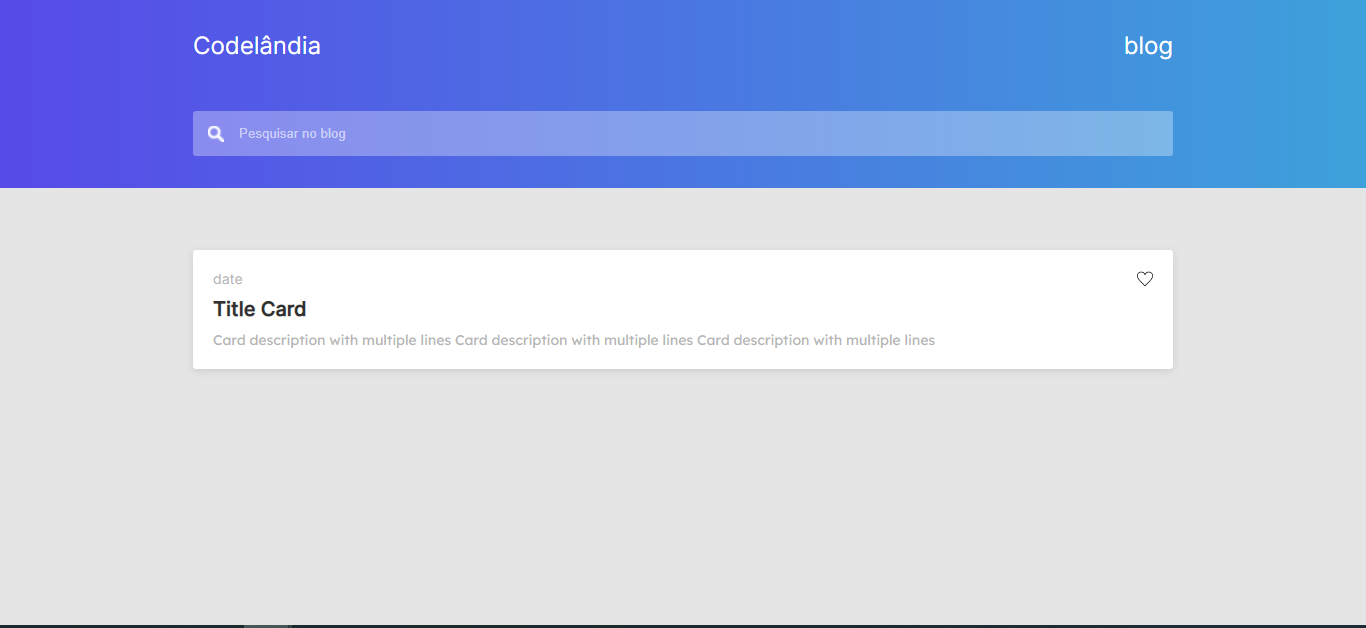 Codelândia
blog
Pesquisar no blog
date
Title Card
Card description with multiple lines Card description with multiple lines Card description with multiple lines